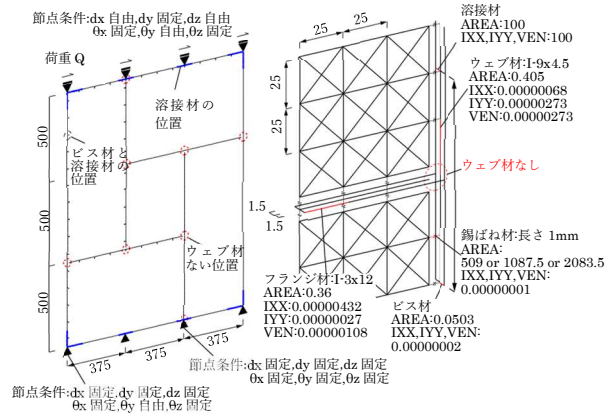 節点条件:dx 自由,dy 固定,dz 自由
θx 固定,θy 自由,θz 固定
荷重 Q
溶接材の
位置
ビス材と
溶接材の
位置
ウェブ材
ない位置
500
500
500
375
375
375
節点条件:dx 固定,dy 固定,dz 固定
θx 固定,θy 自由,θz 固定
節点条件:dx 固定,dy 固定,dz 固定
θx 固定,θy 固定,θz 固定
25
25
25
25
1.5
1.5
溶接材
AREA:100
IXX,IYY,VEN:100
ウェブ材:I-9x4.5
AREA:0.405
IXX:0.00000068
IYY:0.00000273
VEN:0.00000273
ウェブ材なし
錫ばね材:長さ 1mm
AREA:
509 or 1087.5 or 2083.5
IXX,IYY,VEN:
0.00000001
フランジ材:I-3x12
AREA:0.36
IXX:0.00000432
IYY:0.00000027
VEN:0.00000108
ビス材
AREA:0.0503
IXX,IYY,VEN:
0.00000002